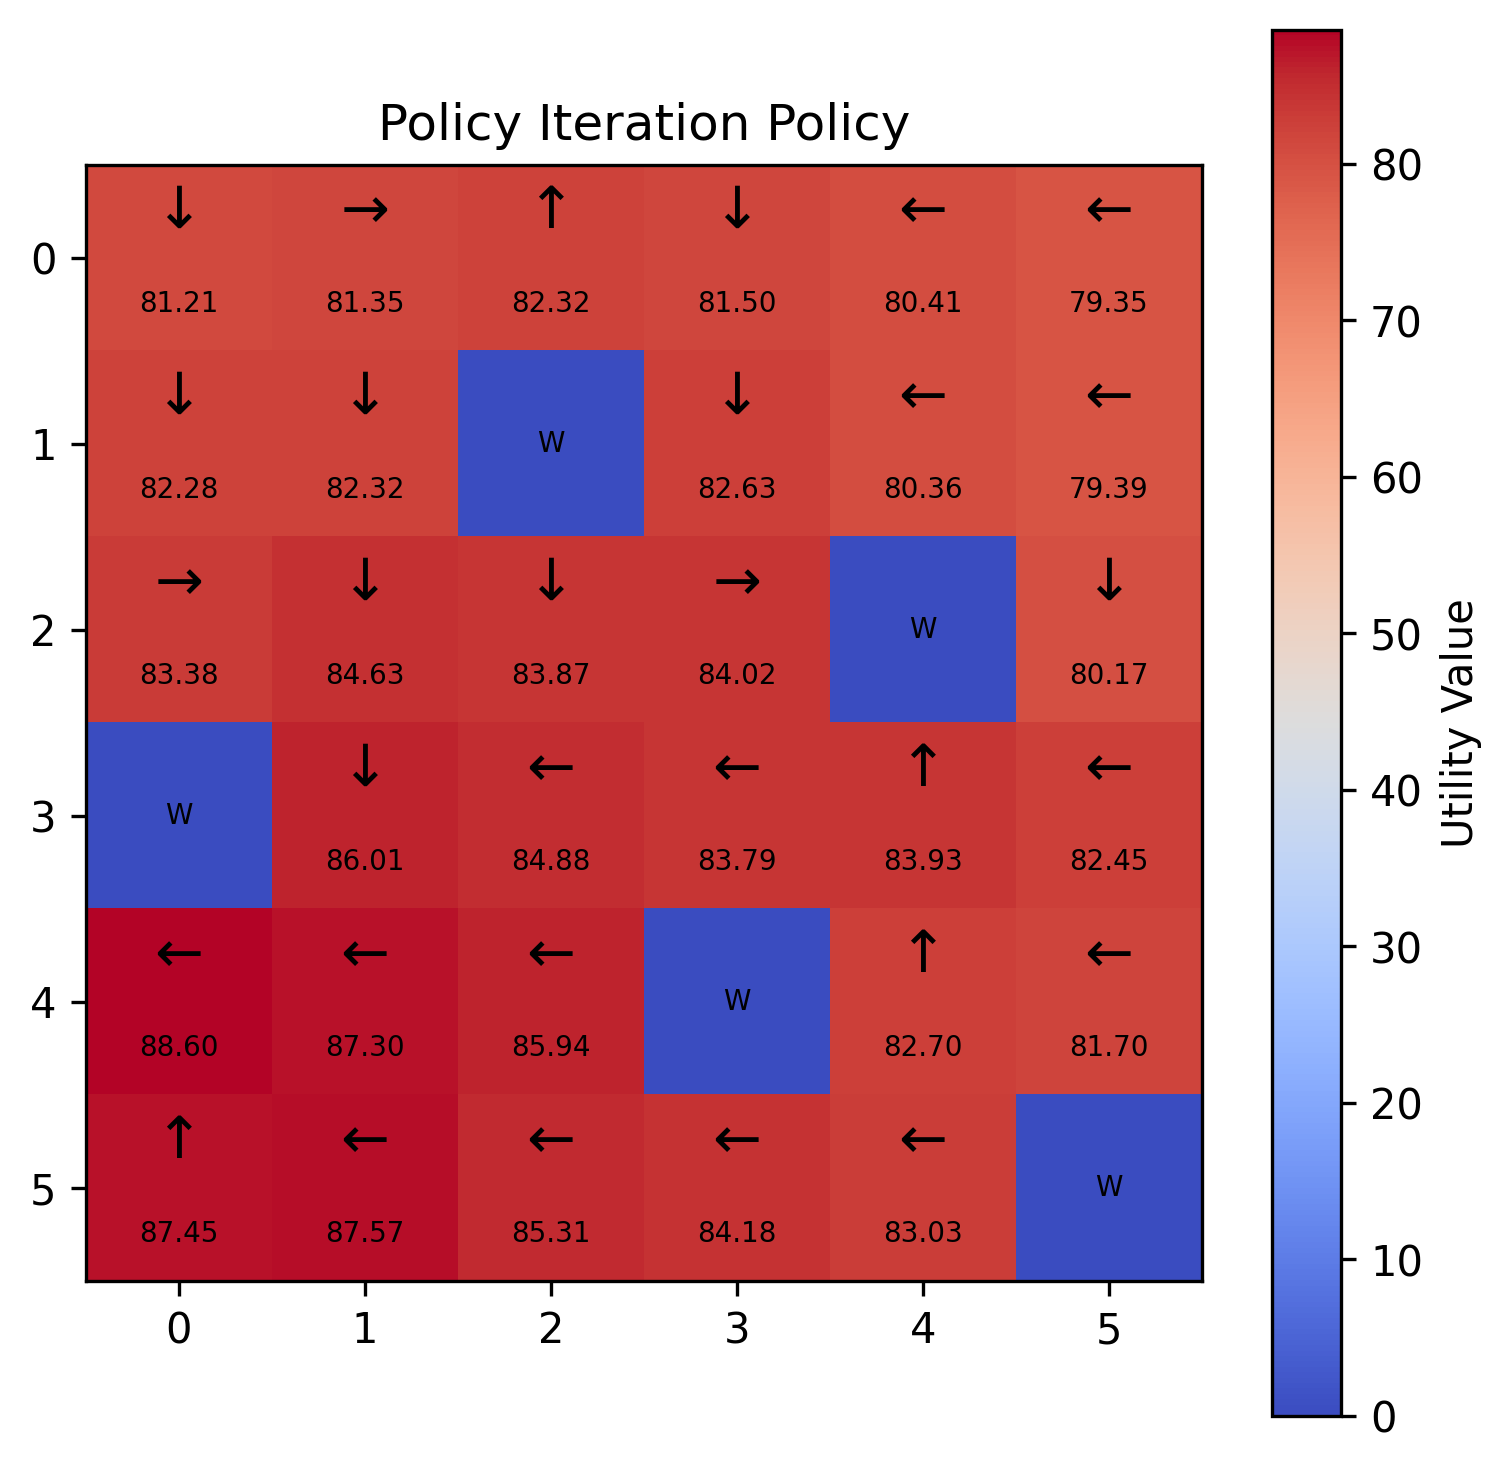 Policy Iteration Policy
↓ → ↑ ↓ ← ←
0
81.21 81.35 82.32 81.50 80.41 79.35
↓ ↓ ↓ ← ←
1 W
82.28 82.32 82.63 80.36 79.39
→ ↓ ↓ → ↓
2 W
83.38 84.63 83.87 84.02 80.17
↓ ← ← ↑ ←
3 W
86.01 84.88 83.79 83.93 82.45
← ← ← ↑ ←
4 W
88.60 87.30 85.94 82.70 81.70
↑ ← ← ← ←
5 W
87.45 87.57 85.31 84.18 83.03
0 1 2 3 4 5
80
70
60
50
40
30
20
10
0
Utility Value